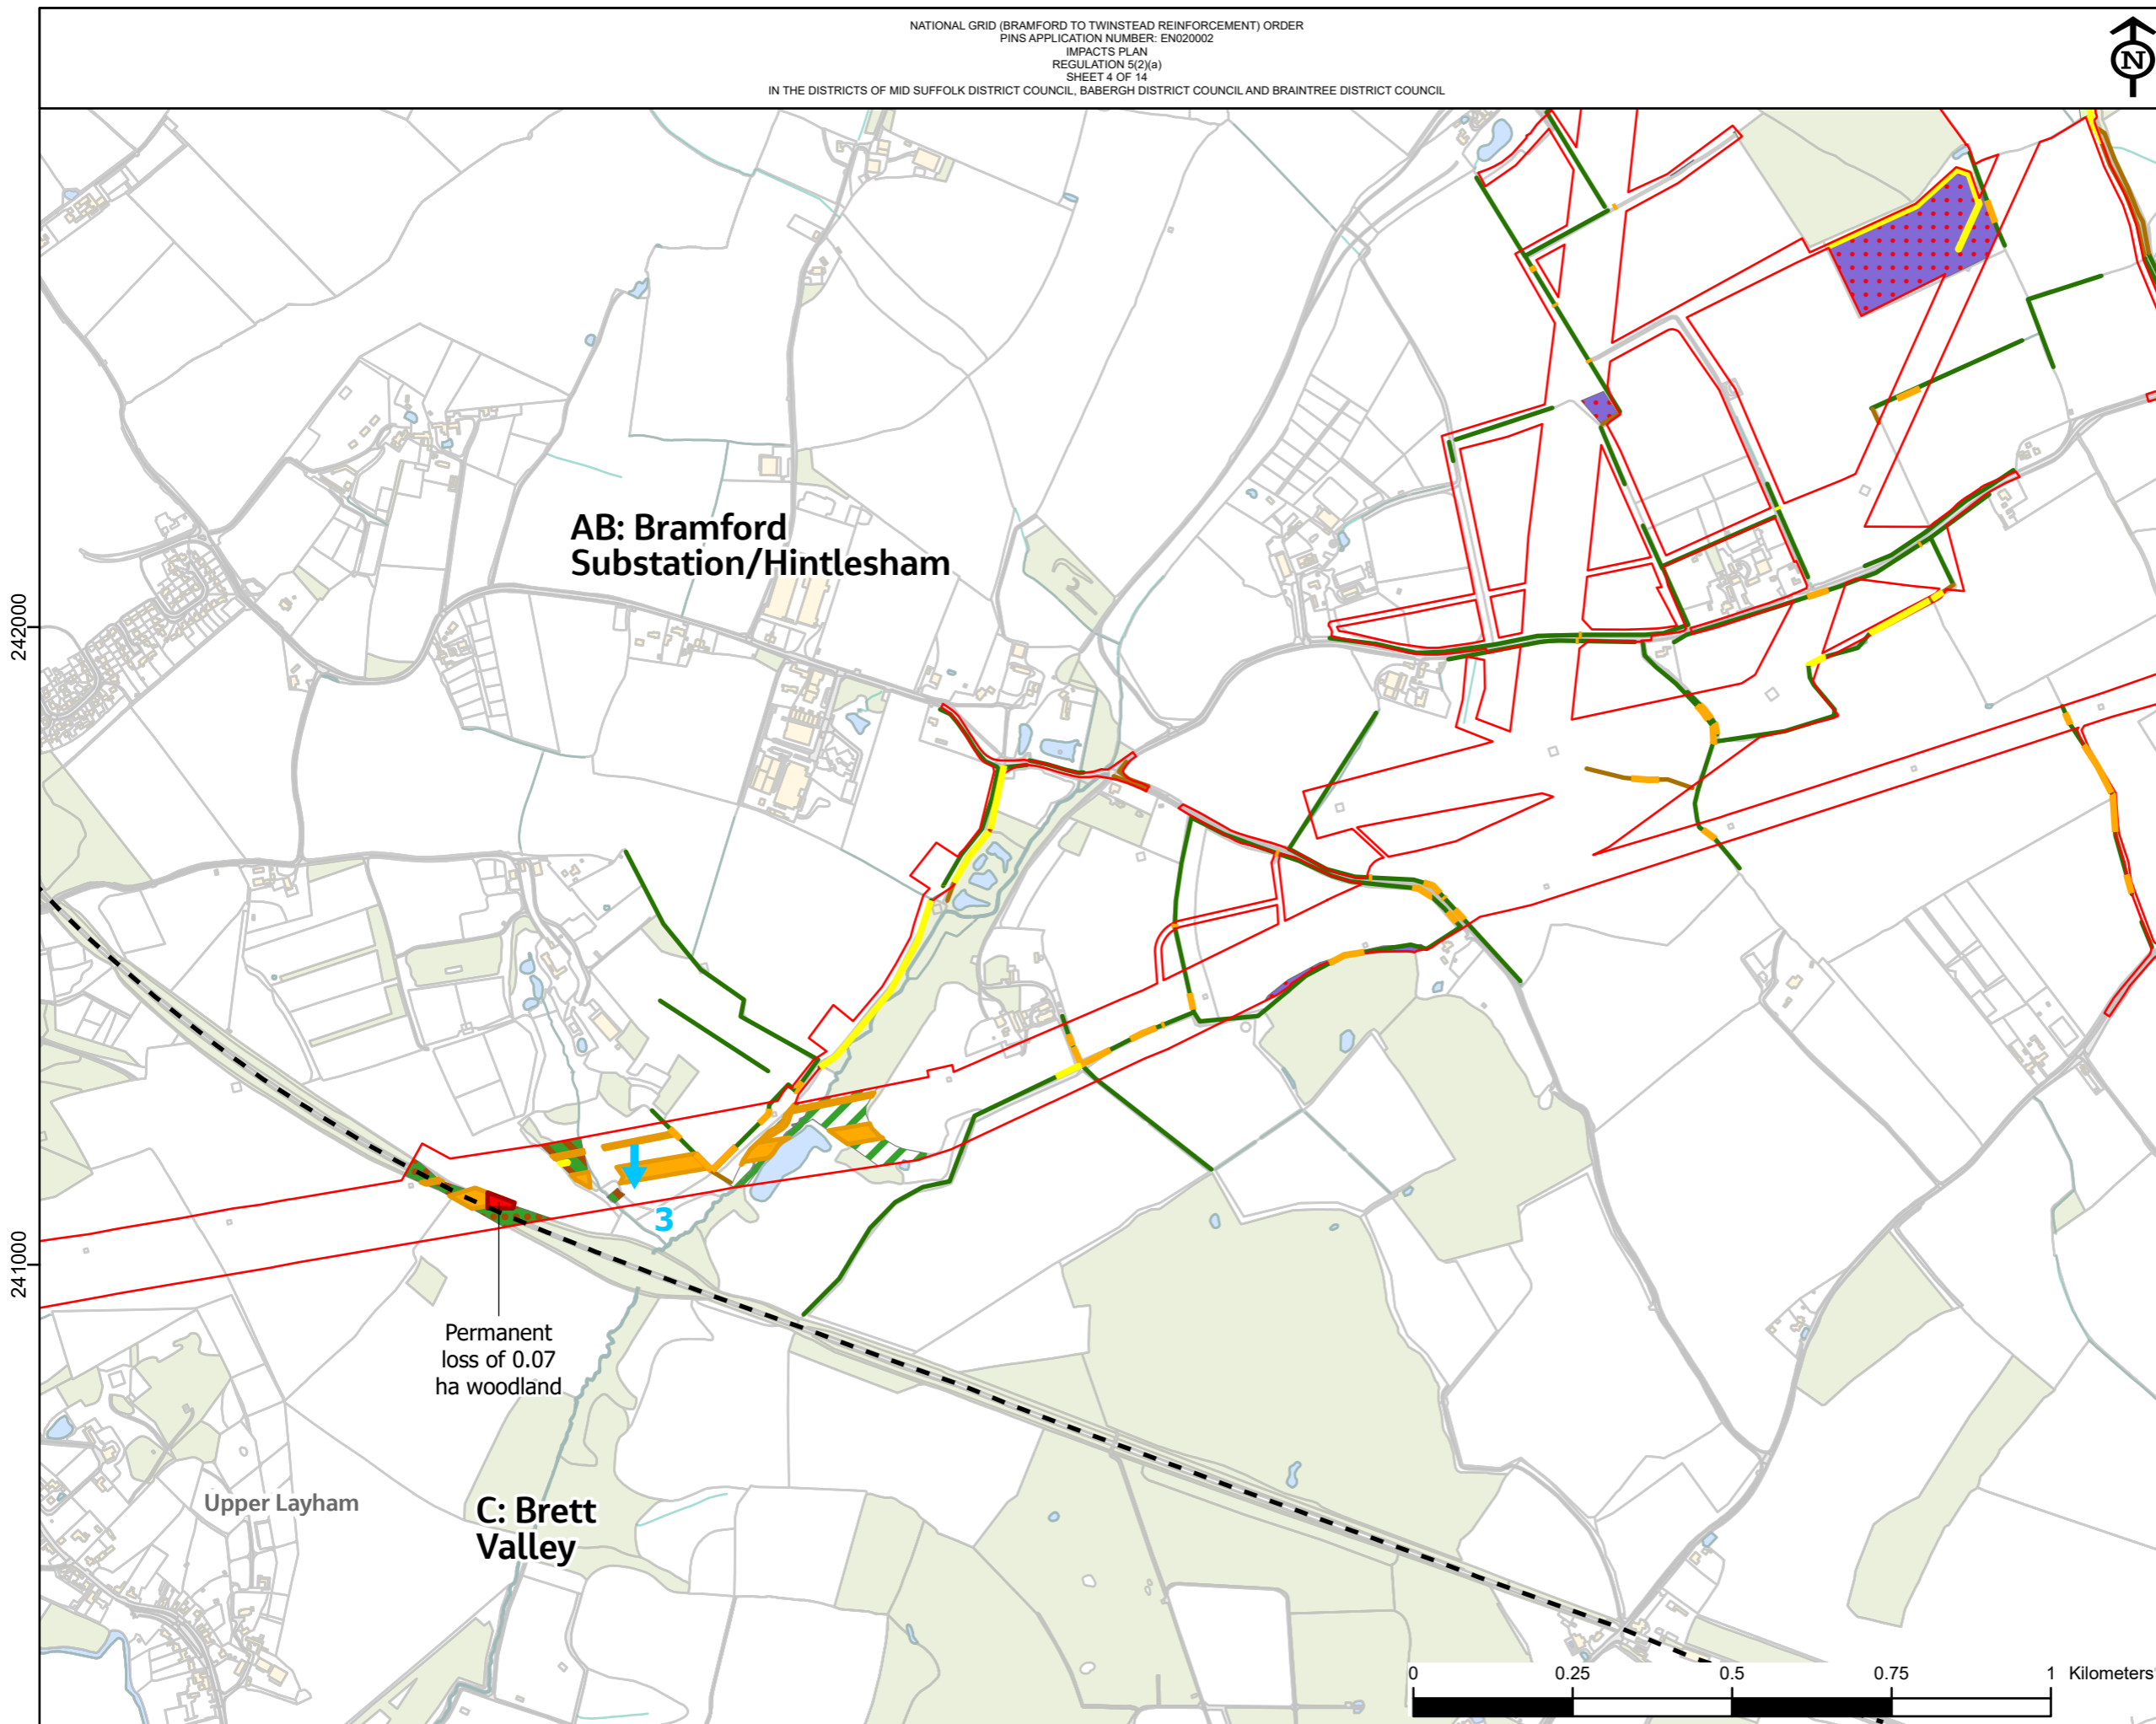 NATIONAL GRID (BRAMFORD TO TWINSTEAD REINFORCEMENT) ORDER
PINS APPLICATION NUMBER: EN020002
IMPACTS PLAN
REGULATION 5(2)(a)
SHEET 4 OF 14
IN THE DISTRICTS OF MID SUFFOLK DISTRICT COUNCIL, BABERGH DISTRICT COUNCIL AND BRAINTREE DISTRICT COUNCIL
N
AB: Bramford
Substation/Hintlesham
242000
241000
3
Permanent
loss of 0.07
ha woodland
Upper Layham
C: Brett
Valley
0 0.25 0.5 0.75 1 Kilometers